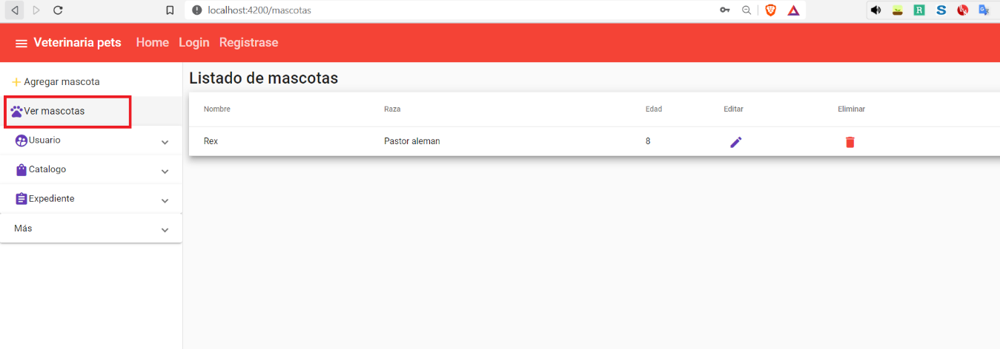 localhost:4200/mascotas
Veterinaria pets Home Login Registrase
Agregar mascota
Ver mascotas
Usuario
Catalogo
Expediente
Más
Listado de mascotas
Nombre Raza Edad Editar Eliminar
Rex Pastor aleman 8